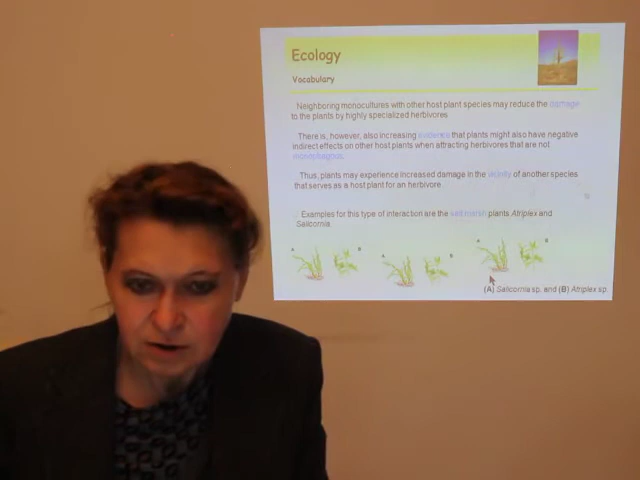 Ecology
Vocabulary
Neighboring monocultures with other host plant species may reduce the damage
to the plants by highly specialized herbivores
There is, however, also increasing evidence that plants might also have negative
indirect effects on other host plants when attracting herbivores that are not
monophagous.
Thus, plants may experience increased damage in the vicinity of another species
that serves as a host plant for an herbivore.
Examples for this type of interaction are the salt marsh plants Atriplex and
Salicornia.
A B A B A B
(A) Salicornia sp. and (B) Atriplex sp.